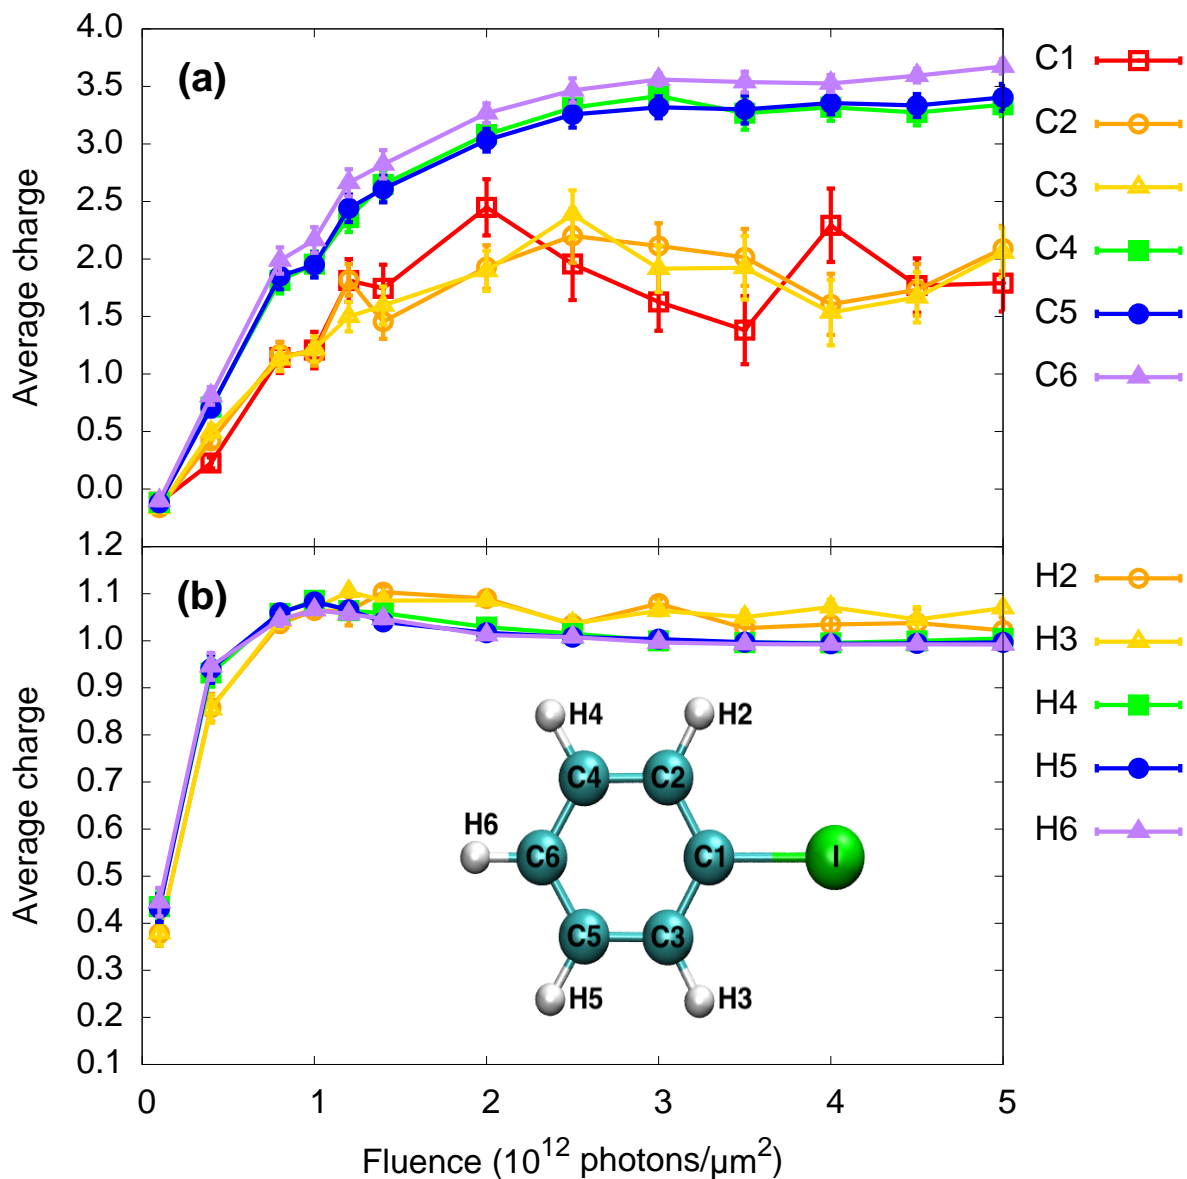 4.0
3.5
3.0
2.5
2.0
1.5
1.0
0.5
0.0
Average charge
(a)
C1
C2
C3
C4
C5
C6
1.2
1.1
1.0
0.9
0.8
0.7
0.6
0.5
0.4
0.3
0.2
0.1
Average charge
(b)
H4 H2
C4 C2
H6
C6 C1 I
C5 C3
H5 H3
H2
H3
H4
H5
H6
0 1 2 3 4 5
Fluence (10¹² photons/µm²)